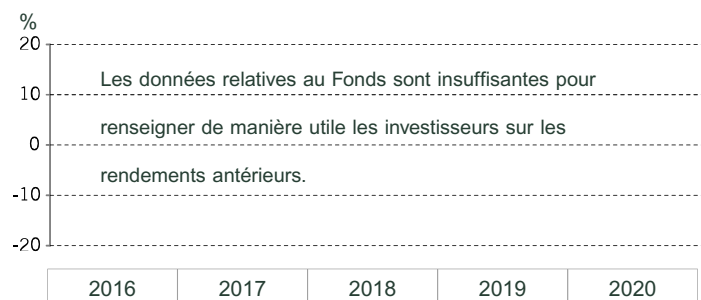 %
20
Les données relatives au Fonds sont insuffisantes pour
10
renseigner de manière utile les investisseurs sur les
0
rendements antérieurs.
-10
-20
2016 2017 2018 2019 2020